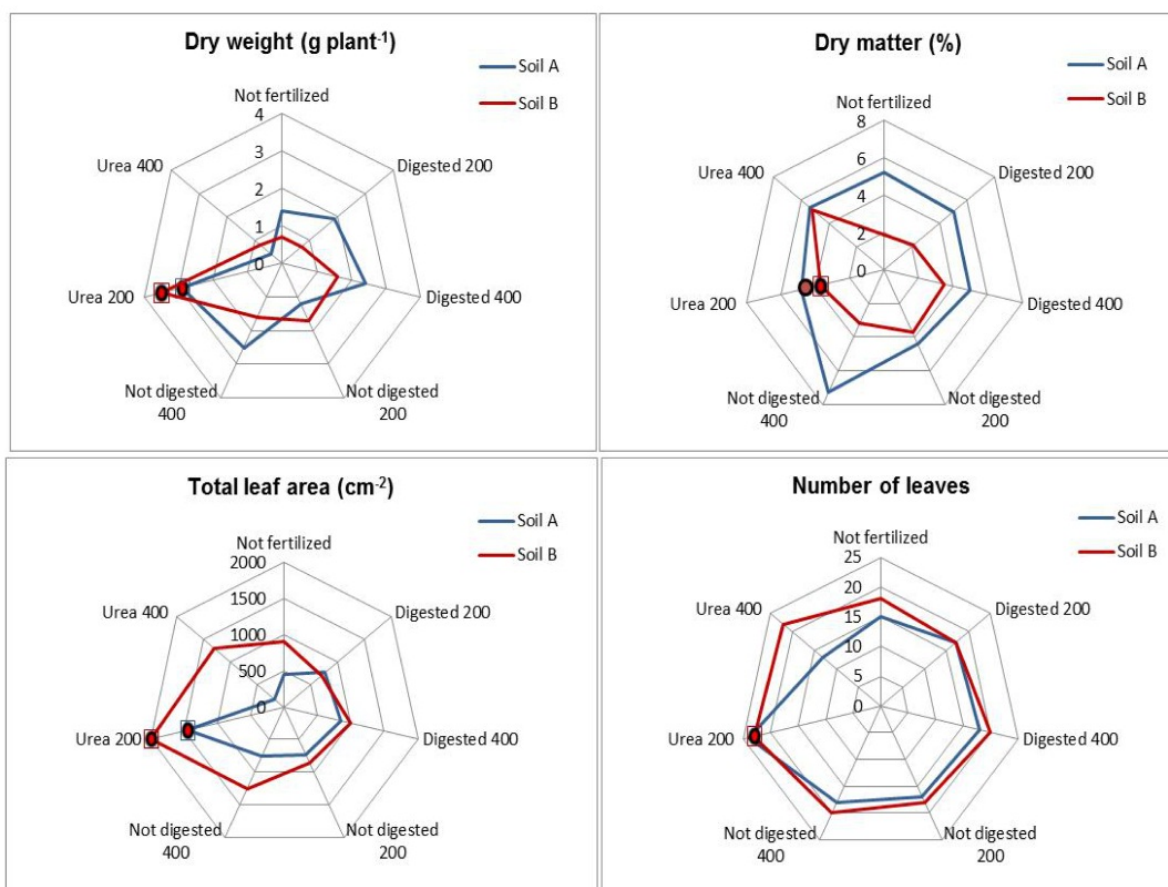 Dry weight (g plant-1)
Soil A
Soil B
Not fertilized
4
3
2
1
0
Digested 200
Digested 400
Not digested
200
Not digested
400
Urea 200
Urea 400
Dry matter (%)
Soil A
Soil B
Not fertilized
8
6
4
2
0
Digested 200
Digested 400
Not digested
200
Not digested
400
Urea 200
Urea 400
Total leaf area (cm-2)
Soil A
Soil B
Not fertilized
2000
1500
1000
500
0
Digested 200
Digested 400
Not digested
200
Not digested
400
Urea 200
Urea 400
Number of leaves
Soil A
Soil B
Not fertilized
25
20
15
10
5
0
Digested 200
Digested 400
Not digested
200
Not digested
400
Urea 200
Urea 400